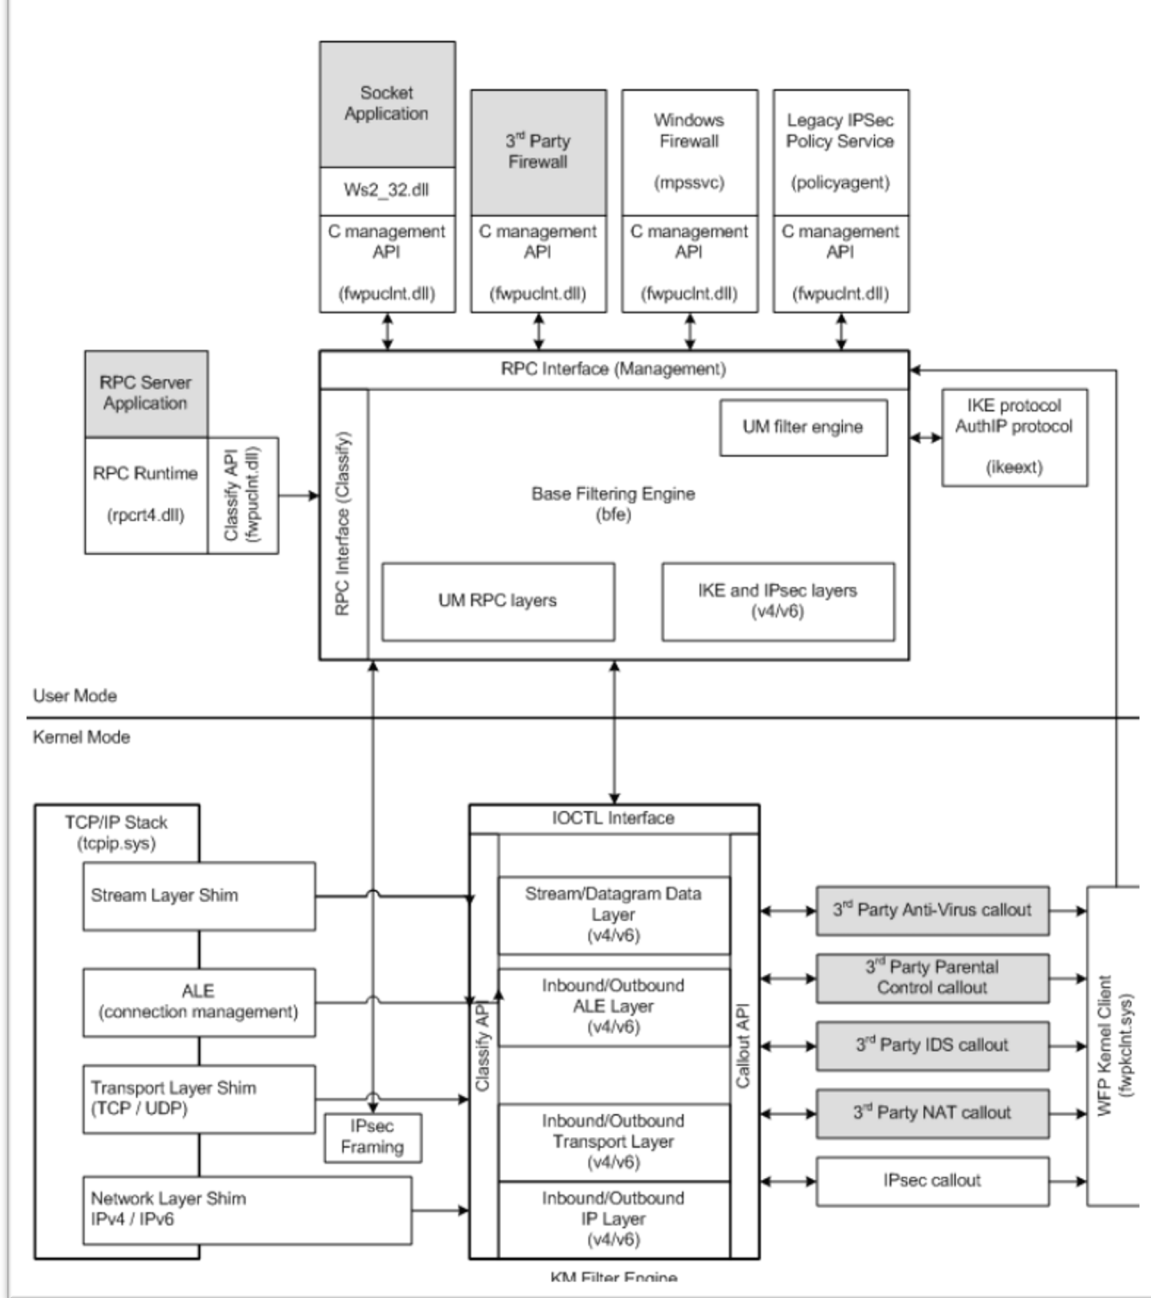 Socket
Application
Ws2_32.dll
C management
API
(fwpuclnt.dll)
3rd Party
Firewall
C management
API
(fwpuclnt.dll)
Windows
Firewall
(mpssvc)
C management
API
(fwpuclnt.dll)
Legacy IPSec
Policy Service
(policyagent)
C management
API
(fwpuclnt.dll)
RPC Server
Application
RPC Runtime
(rpcrt4.dll)
Classify API
(fwpuclnt.dll)
RPC Interface (Management)
RPC Interface (Classify)
UM filter engine
Base Filtering Engine
(bfe)
UM RPC layers
IKE and IPsec layers
(v4/v6)
IKE protocol
AuthIP protocol
(ikeext)
User Mode
Kernel Mode
TCP/IP Stack
(tcpip.sys)
Stream Layer Shim
ALE
(connection management)
Transport Layer Shim
(TCP / UDP)
Network Layer Shim
IPv4 / IPv6
IPsec
Framing
IOCTL Interface
Classify API
Stream/Datagram Data
Layer
(v4/v6)
Inbound/Outbound
ALE Layer
(v4/v6)
Inbound/Outbound
Transport Layer
(v4/v6)
Inbound/Outbound
IP Layer
(v4/v6)
Callout API
KM Filter Engine
3rd Party Anti-Virus callout
3rd Party Parental
Control callout
3rd Party IDS callout
3rd Party NAT callout
IPsec callout
WFP Kernel Client
(fwpkclnt.sys)